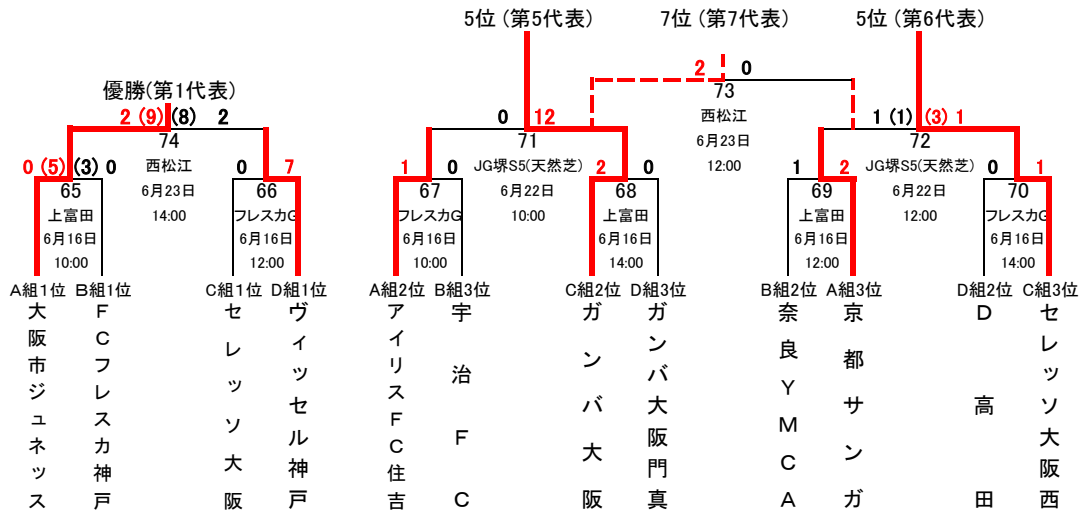 5位 (第5代表) 7位 (第7代表) 5位 (第6代表)
優勝(第1代表)
2 0
73
西松江
6月23日
12:00
2 (9) (8) 2
74
西松江
6月23日
14:00
0 12
71
JG堺S5(天然芝)
6月22日
10:00
1 (1) (3) 1
72
JG堺S5(天然芝)
6月22日
12:00
0 (5) (3) 0
65
上富田
6月16日
10:00
0 7
66
フレスカG
6月16日
12:00
1 0
67
フレスカG
6月16日
10:00
2 0
68
上富田
6月16日
14:00
1 2
69
上富田
6月16日
12:00
0 1
70
フレスカG
6月16日
14:00
A組1位 B組1位 C組1位 D組1位 A組2位 B組3位 C組2位 D組3位 B組2位 A組3位 D組2位 C組3位
大阪市ジュネッス
FCフレスカ神戸
セレッソ大阪
ヴィッセル神戸
アイリスFC住吉
宇治FC
ガンバ大阪
ガンバ大阪門真
奈良YMCA
京都サンガ
D高田
セレッソ大阪西